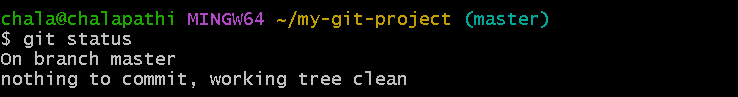 chala@chalapathi MINGW64 ~/my-git-project (master)
$ git status
On branch master
nothing to commit, working tree clean